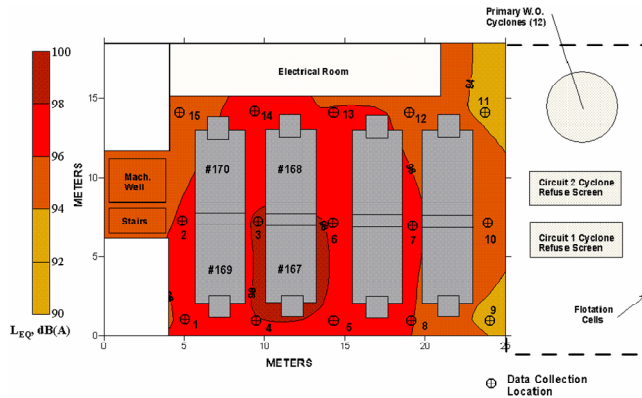 Primary W.O.
Cyclones (12)
100
98
96
94
92
90
L EQ, dB(A)
METERS
15
10
5
0
Electrical Room
94
11
15
14
13
12
#170
#168
Mach.
Well
Stairs
2
3
6
7
10
#169
#167
98
1
4
5
8
9
0
5
10
15
20
25
METERS
Circuit 2 Cyclone
Refuse Screen
Circuit 1 Cyclone
Refuse Screen
Flotation
Cells
Data Collection
Location